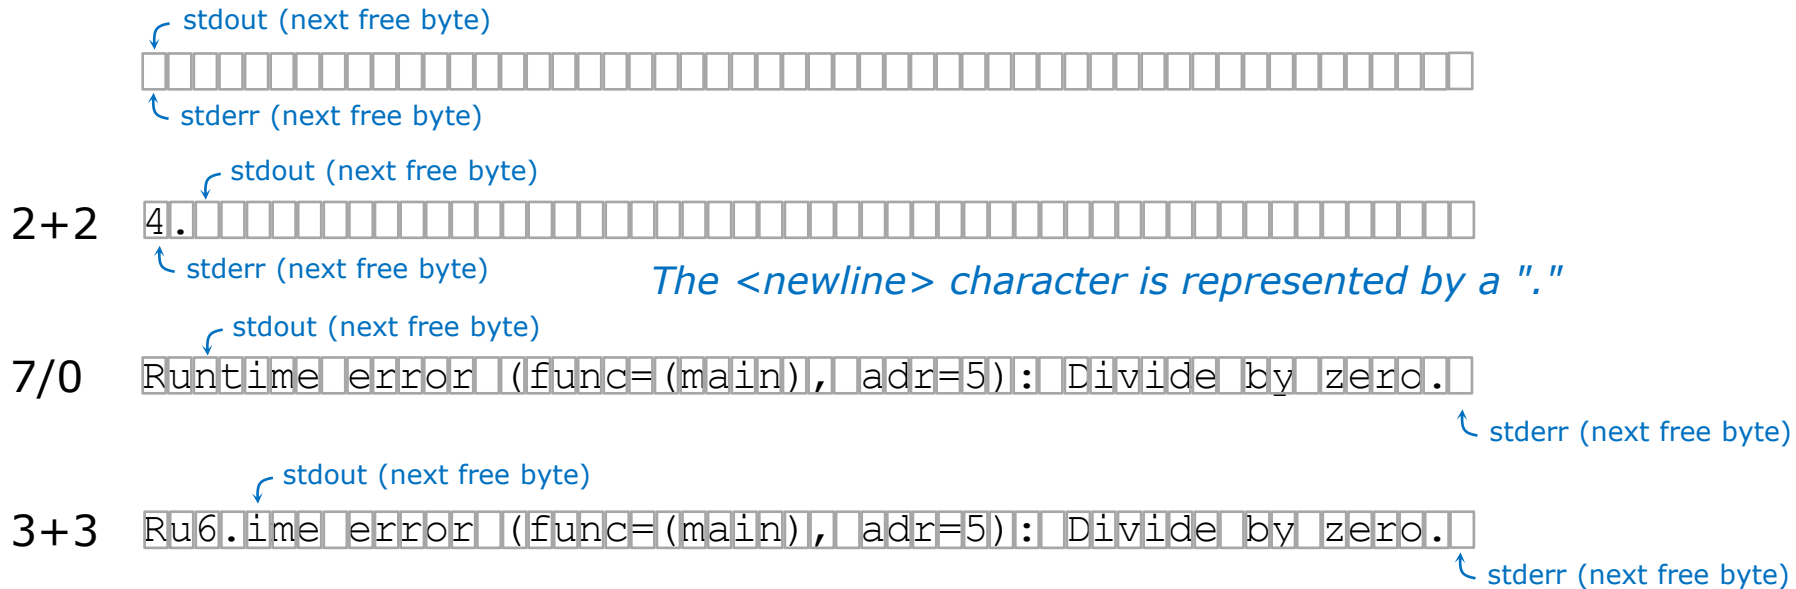 stdout (next free byte)
stderr (next free byte)
stdout (next free byte)
2+2 4.
stderr (next free byte)
The <newline> character is represented by a "."
stdout (next free byte)
7/0 Runtime error (func=(main), adr=5): Divide by zero.
stderr (next free byte)
stdout (next free byte)
3+3 Ru6.ime error (func=(main), adr=5): Divide by zero.
stderr (next free byte)